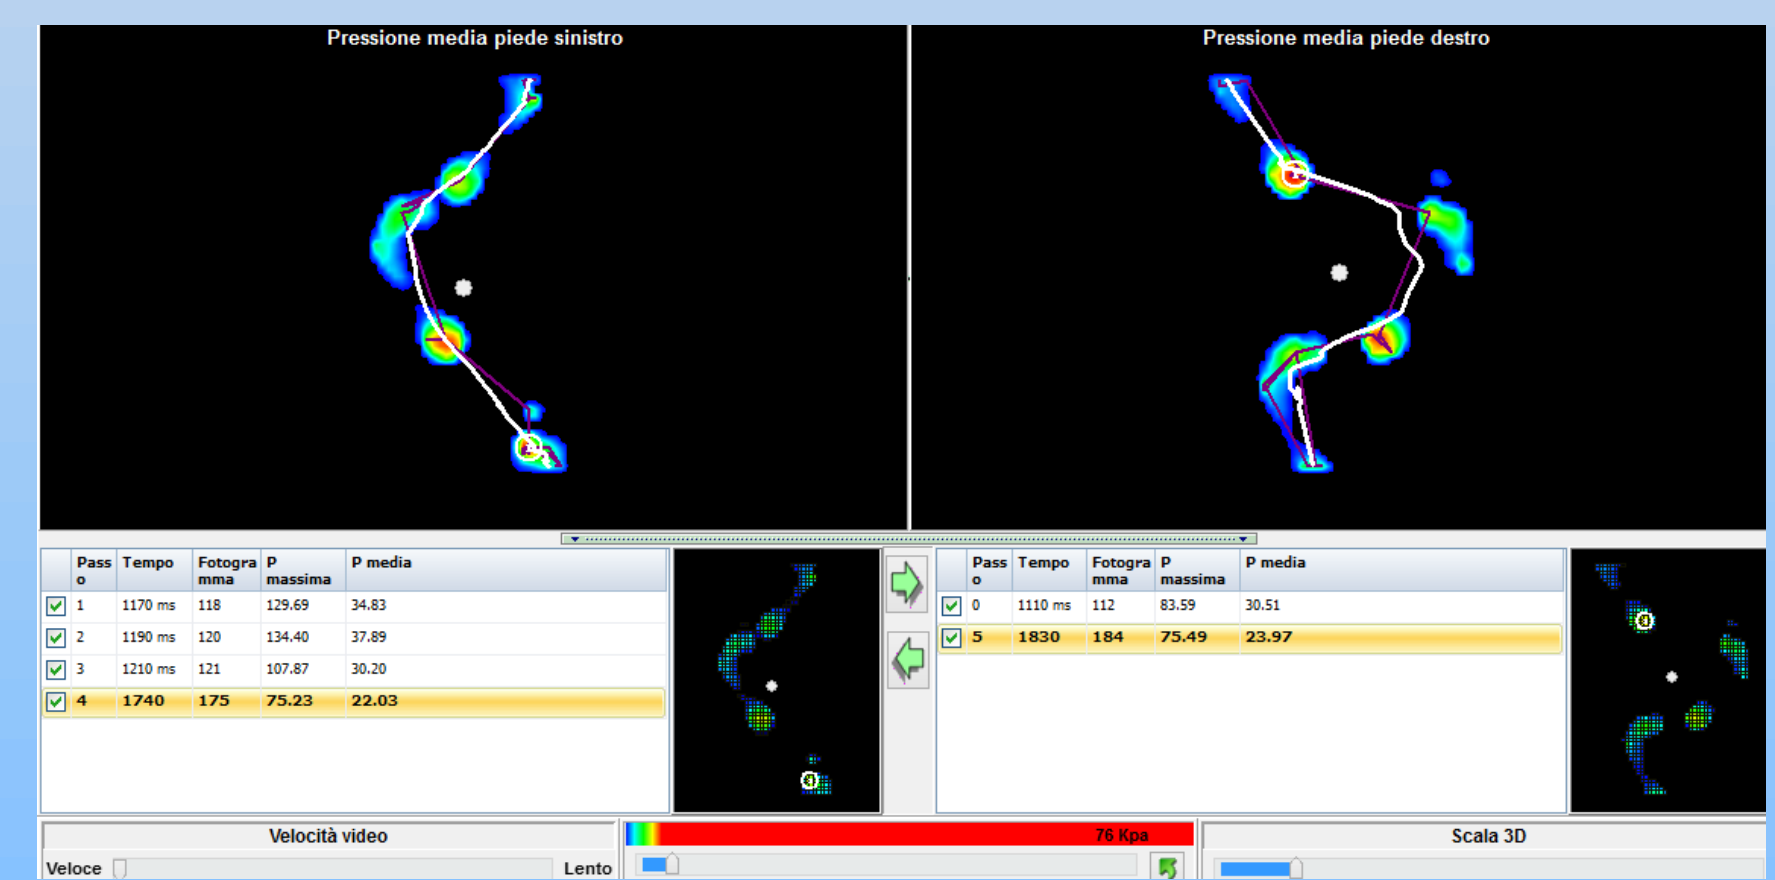 Pressione media piede sinistro
Pressione media piede destro
Pass o Tempo Fotogra mma P massima P media
1 1170 ms 118 129.69 34.83
2 1190 ms 120 134.40 37.89
3 1210 ms 121 107.87 30.20
4 1740 175 75.23 22.03
Pass o Tempo Fotogra mma P massima P media
0 1110 ms 112 83.59 30.51
5 1830 184 75.49 23.97
Velocità video
Veloce Lento
76 Kpa
Scala 3D